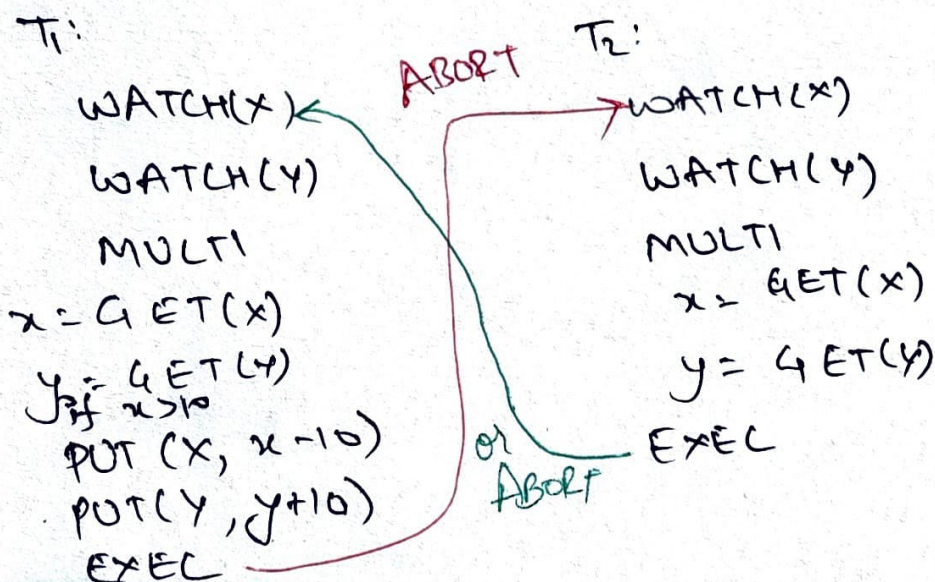 T1:
WATCH(X)
WATCH(Y)
MULTI
x = GET(X)
y = GET(Y)
if x>10
PUT (X, x-10)
PUT(Y, y+10)
EXEC
ABORT
or
ABORT
T2:
WATCH(X)
WATCH(Y)
MULTI
x = GET(X)
y = GET(Y)
EXEC